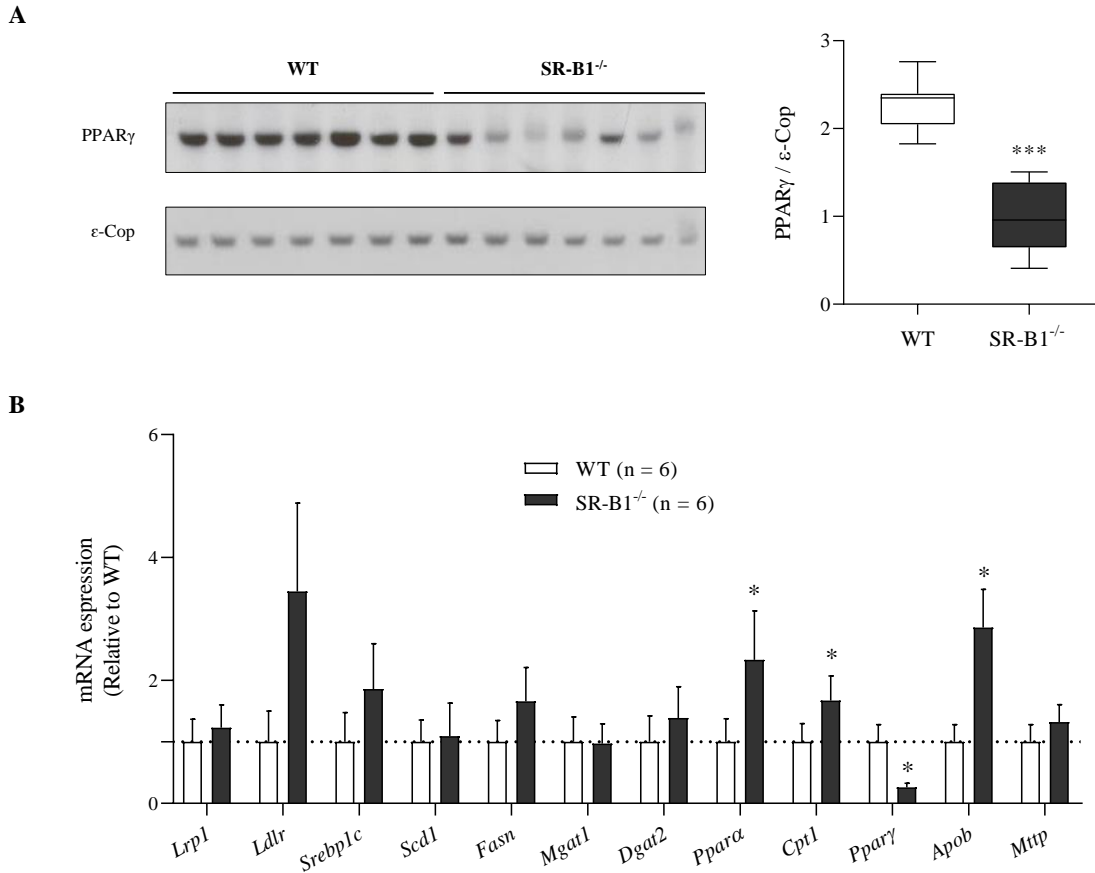 A
WT
SR-B1-/-
PPARγ
ε-Cop
PPARγ / ε-Cop
3
2
1
0
***
WT
SR-B1-/-
B
mRNA espression
(Relative to WT)
6
4
2
0
WT (n = 6)
SR-B1-/- (n = 6)
*
*
*
*
Lrp1
Ldlr
Srebp1c
Scd1
Fasn
Mgat1
Dgat2
Pparα
Cpt1
Pparγ
Apob
Mttp